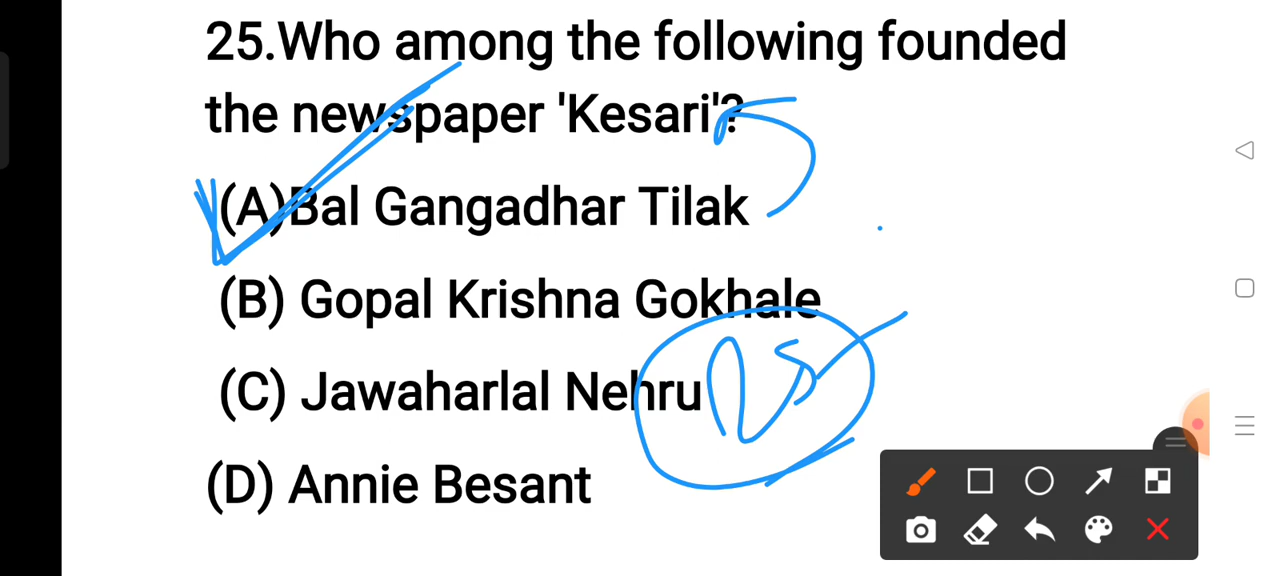 25.Who among the following founded
the newspaper 'Kesari'?
(A)Bal Gangadhar Tilak
(B) Gopal Krishna Gokhale
(C) Jawaharlal Nehru
(D) Annie Besant